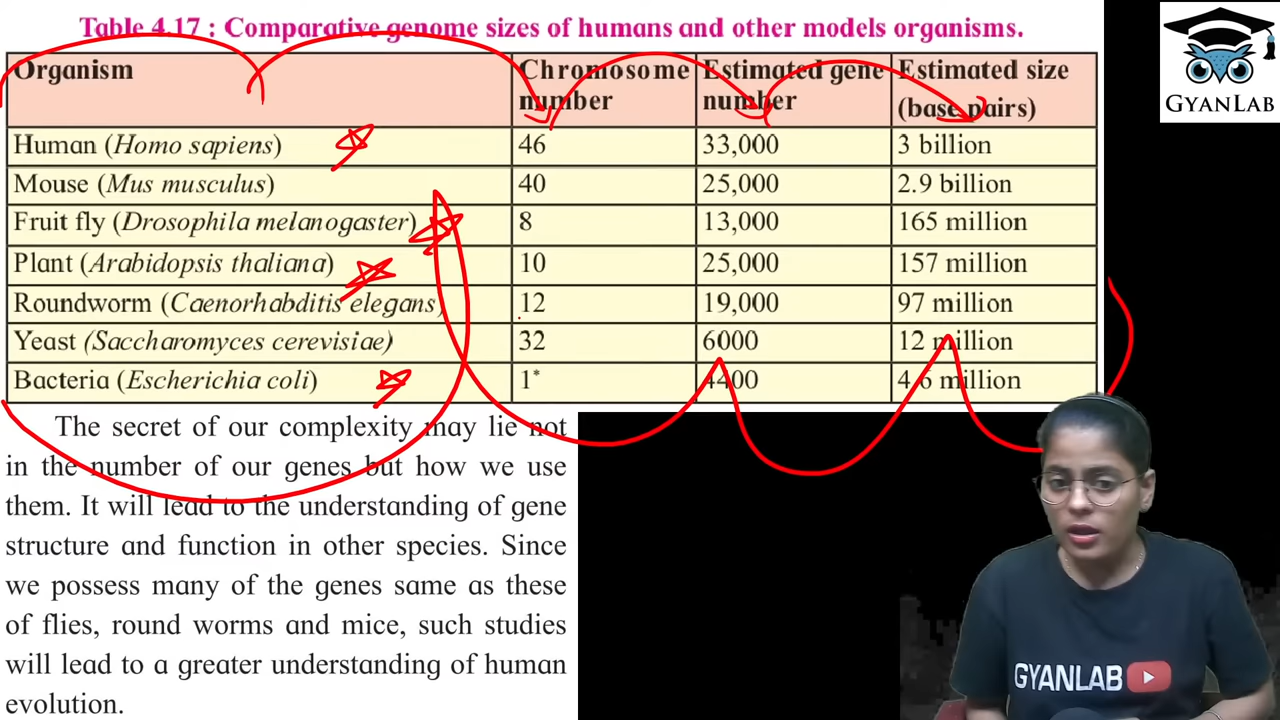 Table 4.17 : Comparative genome sizes of humans and other models organisms.
Organism Chromosome number Estimated gene number Estimated size (base pairs)
Human (Homo sapiens) 46 33,000 3 billion
Mouse (Mus musculus) 40 25,000 2.9 billion
Fruit fly (Drosophila melanogaster) 8 13,000 165 million
Plant (Arabidopsis thaliana) 10 25,000 157 million
Roundworm (Caenorhabditis elegans) 12 19,000 97 million
Yeast (Saccharomyces cerevisiae) 32 6000 12 million
Bacteria (Escherichia coli) 1* 4400 4.6 million
The secret of our complexity may lie not
in the number of our genes but how we use
them. It will lead to the understanding of gene
structure and function in other species. Since
we possess many of the genes same as these
of flies, round worms and mice, such studies
will lead to a greater understanding of human
evolution.
GYANLAB
GYANLAB